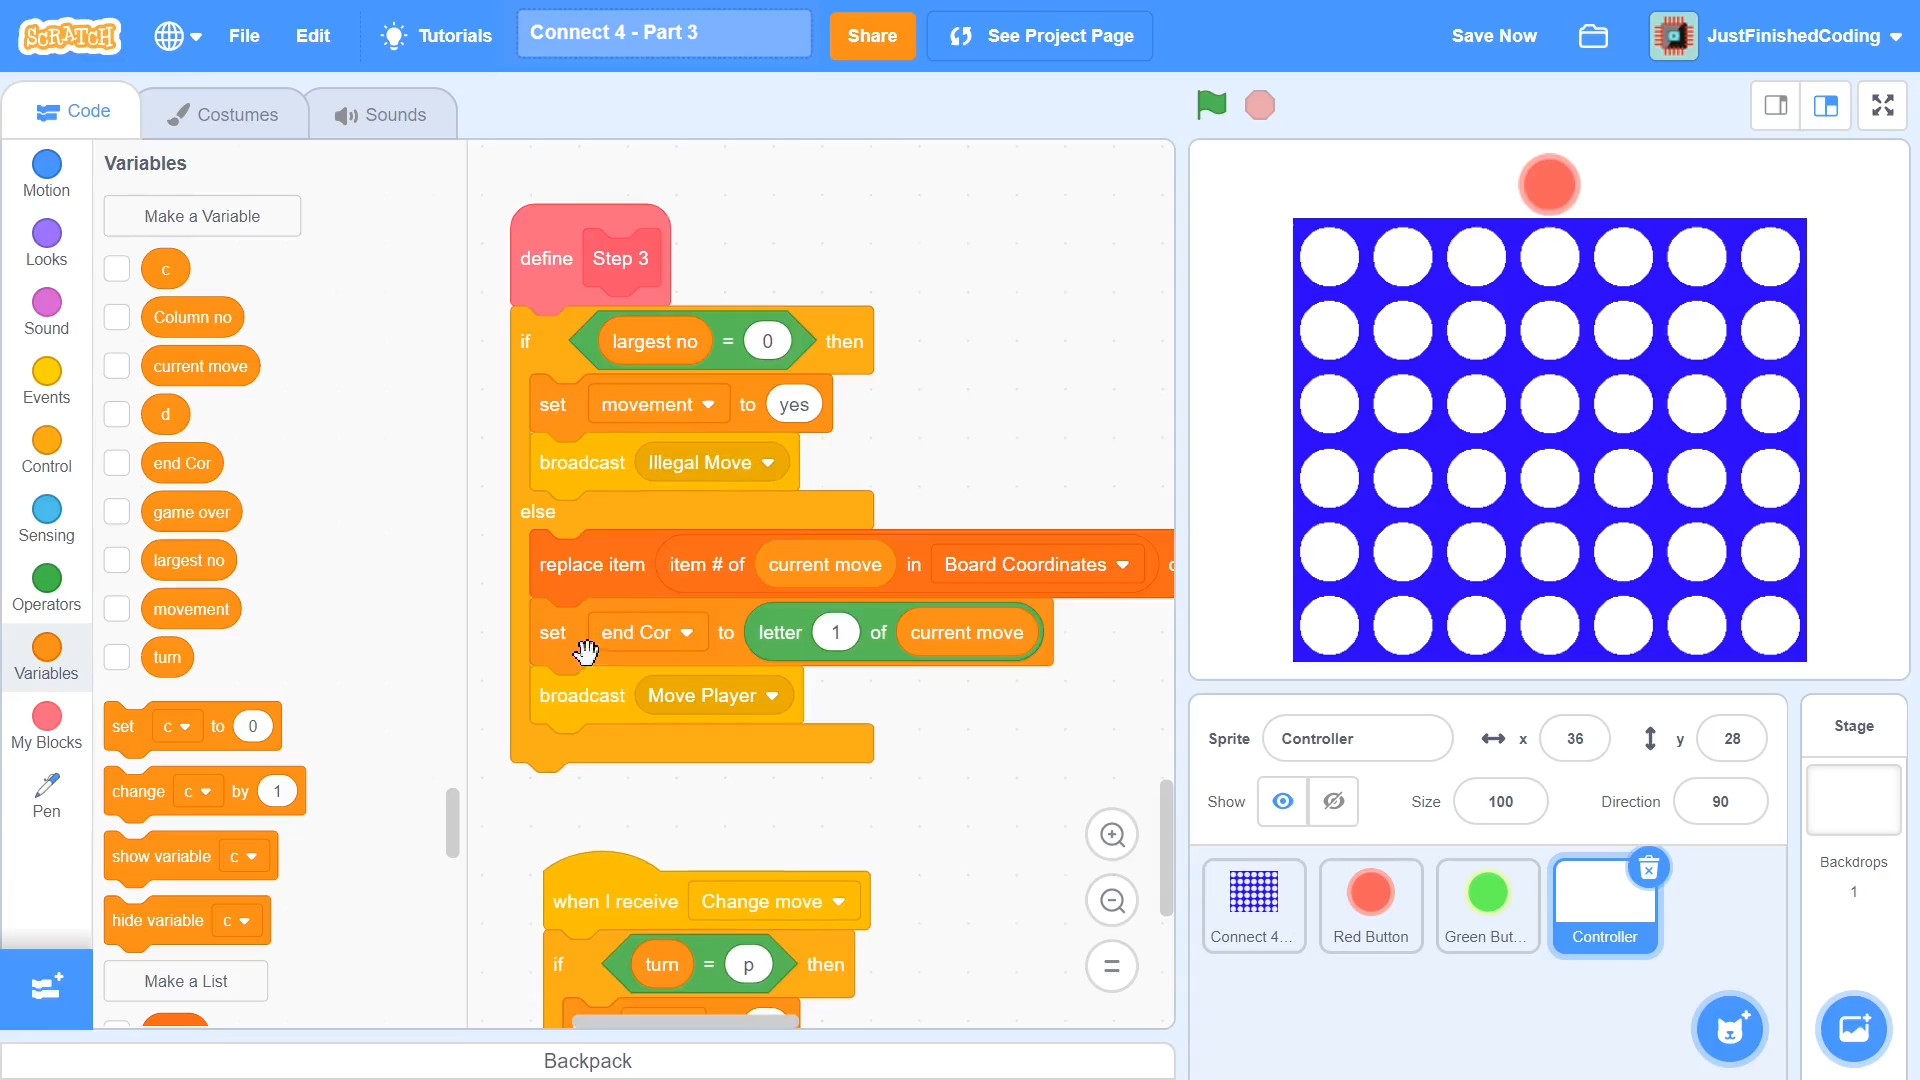 SCRATCH File Edit Tutorials Connect 4 - Part 3 Share See Project Page Save Now JustFinishedCoding
Code Costumes Sounds
Motion
Looks
Sound
Events
Control
Sensing
Operators
Variables
My Blocks
Pen
Variables
Make a Variable
c
Column no
current move
d
end Cor
game over
largest no
movement
turn
set c to 0
change c by 1
show variable c
hide variable c
Make a List
define Step 3
if largest no = 0 then
set movement to yes
broadcast Illegal Move
else
replace item item # of current move in Board Coordinates
set end Cor to letter 1 of current move
broadcast Move Player
when I receive Change move
if turn = p then
Backpack
Sprite Controller x 36 y 28
Show Size 100 Direction 90
Connect 4... Red Button Green But... Controller
Stage
Backdrops
1